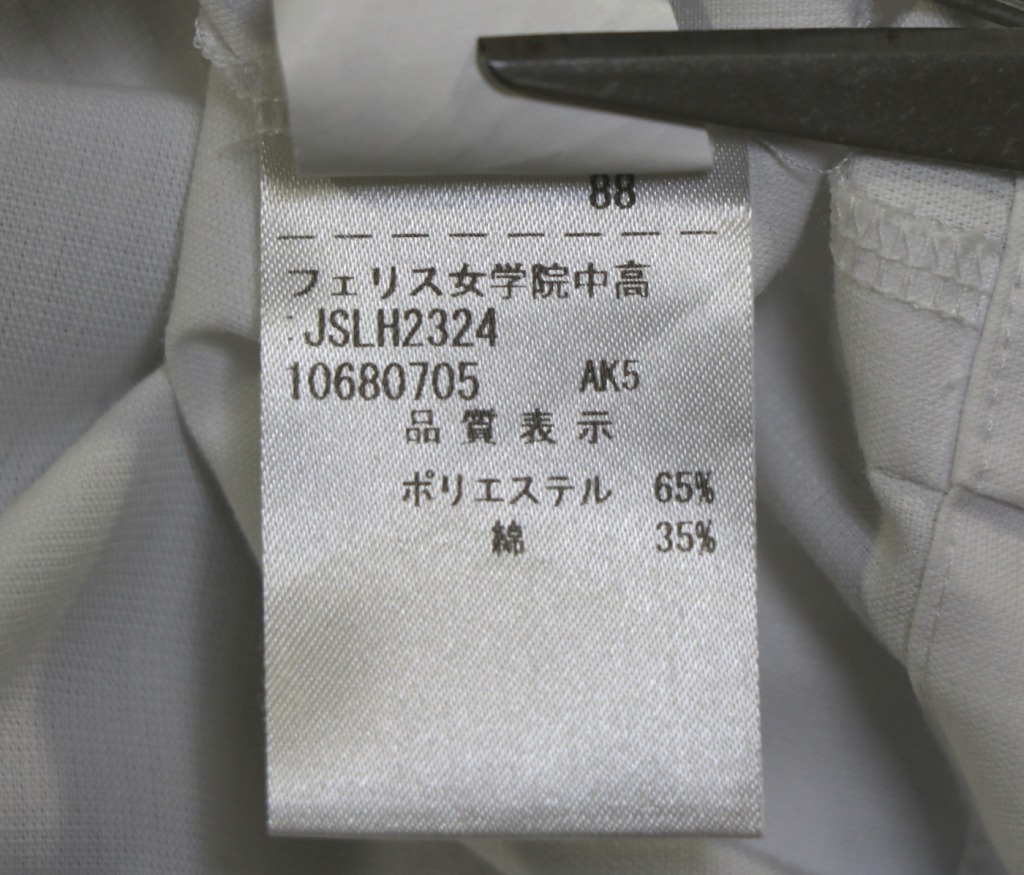 88
フェリス女学院中高
:JSLH2324
10680705 AK5
品質表示
ポリエステル 65%
綿 35%